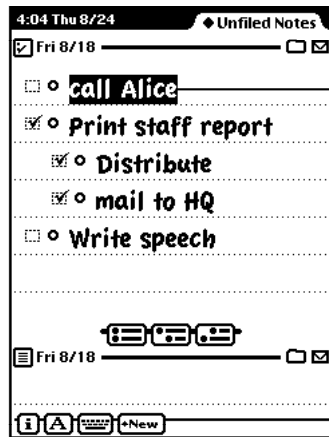 4:04 Thu 8/24 ◆ Unfiled Notes
Fri 8/18
call Alice
Print staff report
Distribute
mail to HQ
Write speech
Fri 8/18
i A New